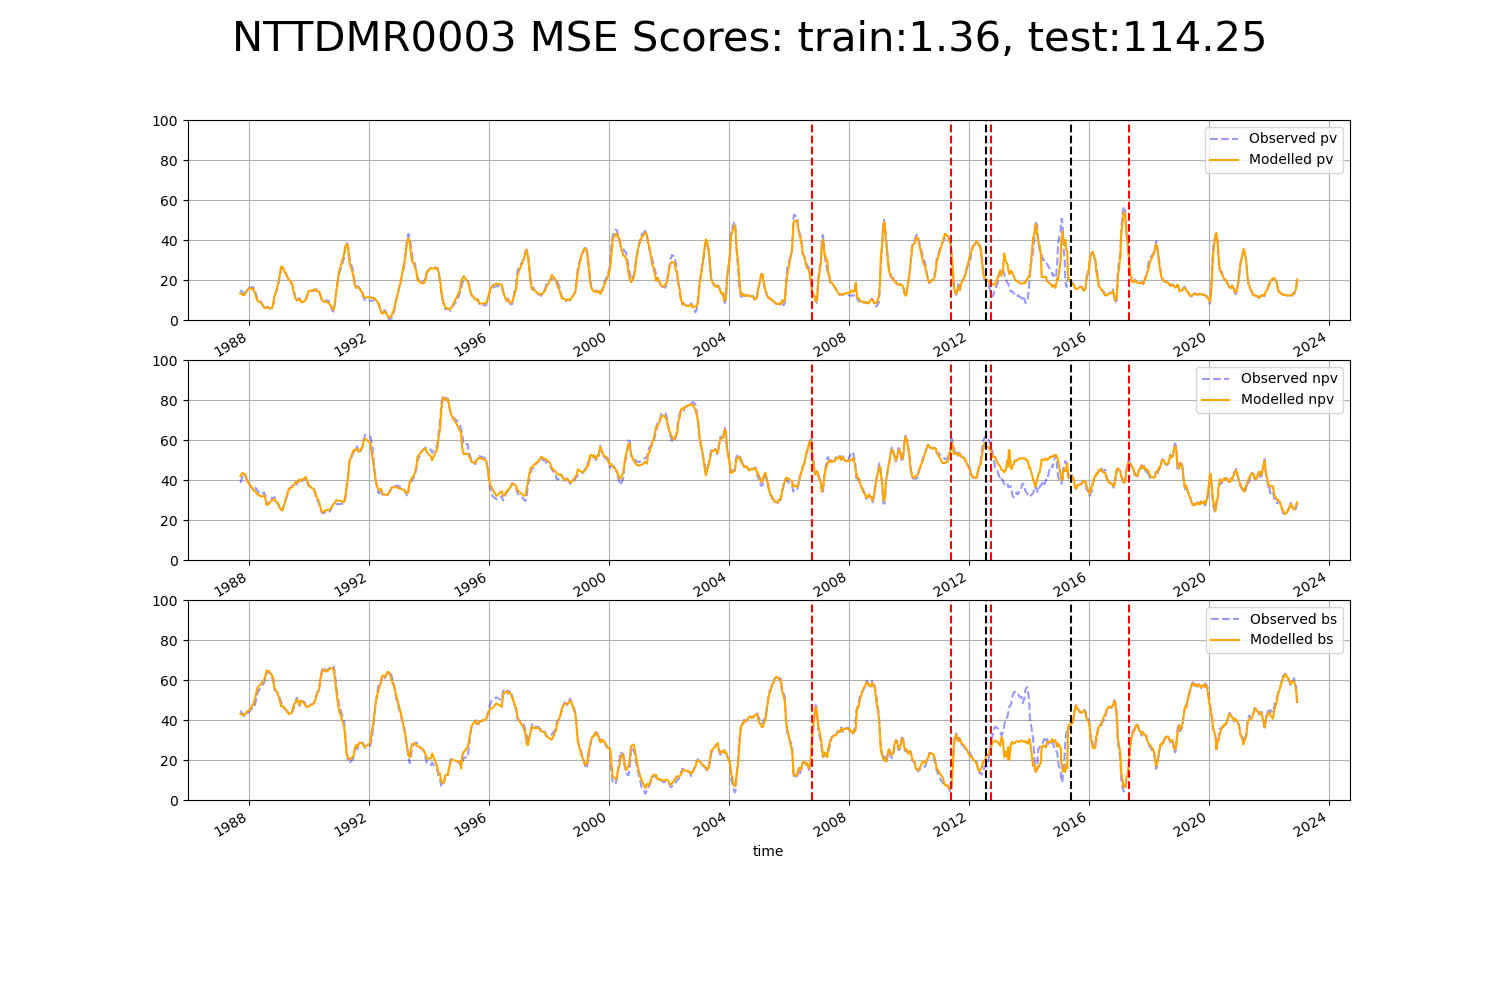 NTTDMR0003 MSE Scores: train:1.36, test:114.25
100
80
60
40
20
0
Observed pv
Modelled pv
1988 1992 1996 2000 2004 2008 2012 2016 2020 2024
100
80
60
40
20
0
Observed npv
Modelled npv
1988 1992 1996 2000 2004 2008 2012 2016 2020 2024
100
80
60
40
20
0
Observed bs
Modelled bs
1988 1992 1996 2000 2004 2008 2012 2016 2020 2024
time